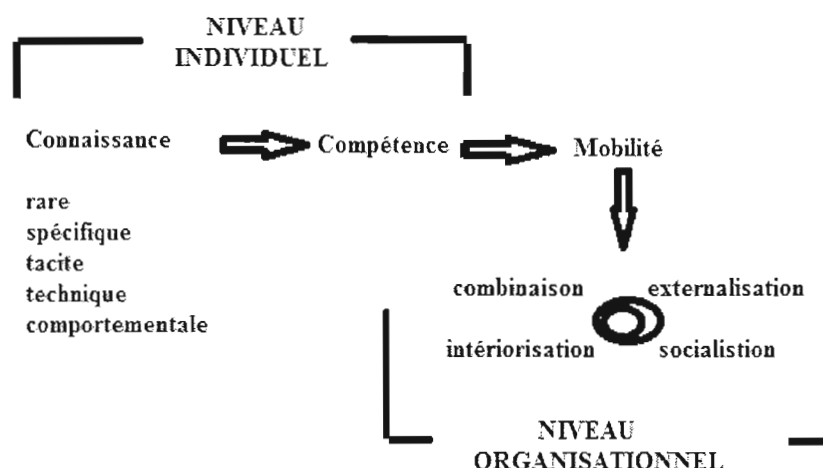 NIVEAU
INDIVIDUEL
Connaissance
Compétence
Mobilité
rare
spécifique
tacite
technique
comportementale
combinaison
externalisation
intériorisation
socialistion
NIVEAU
ORGANISATIONNEL